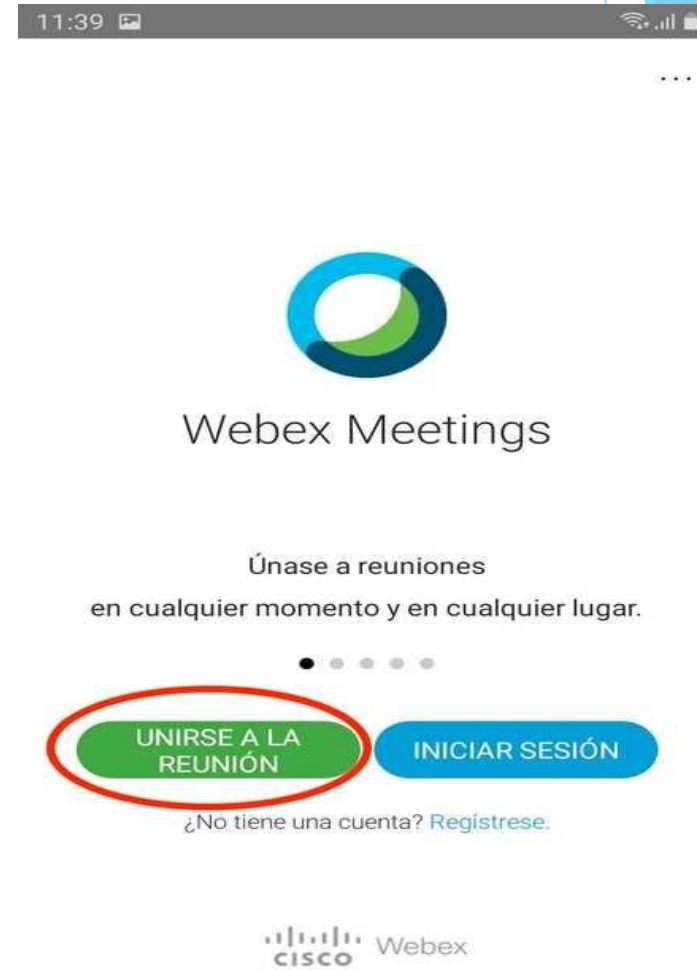 11:39
...
Webex Meetings
Únase a reuniones
en cualquier momento y en cualquier lugar.
UNIRSE A LA
REUNIÓN
INICIAR SESIÓN
¿No tiene una cuenta? Regístrese.
CISCO Webex